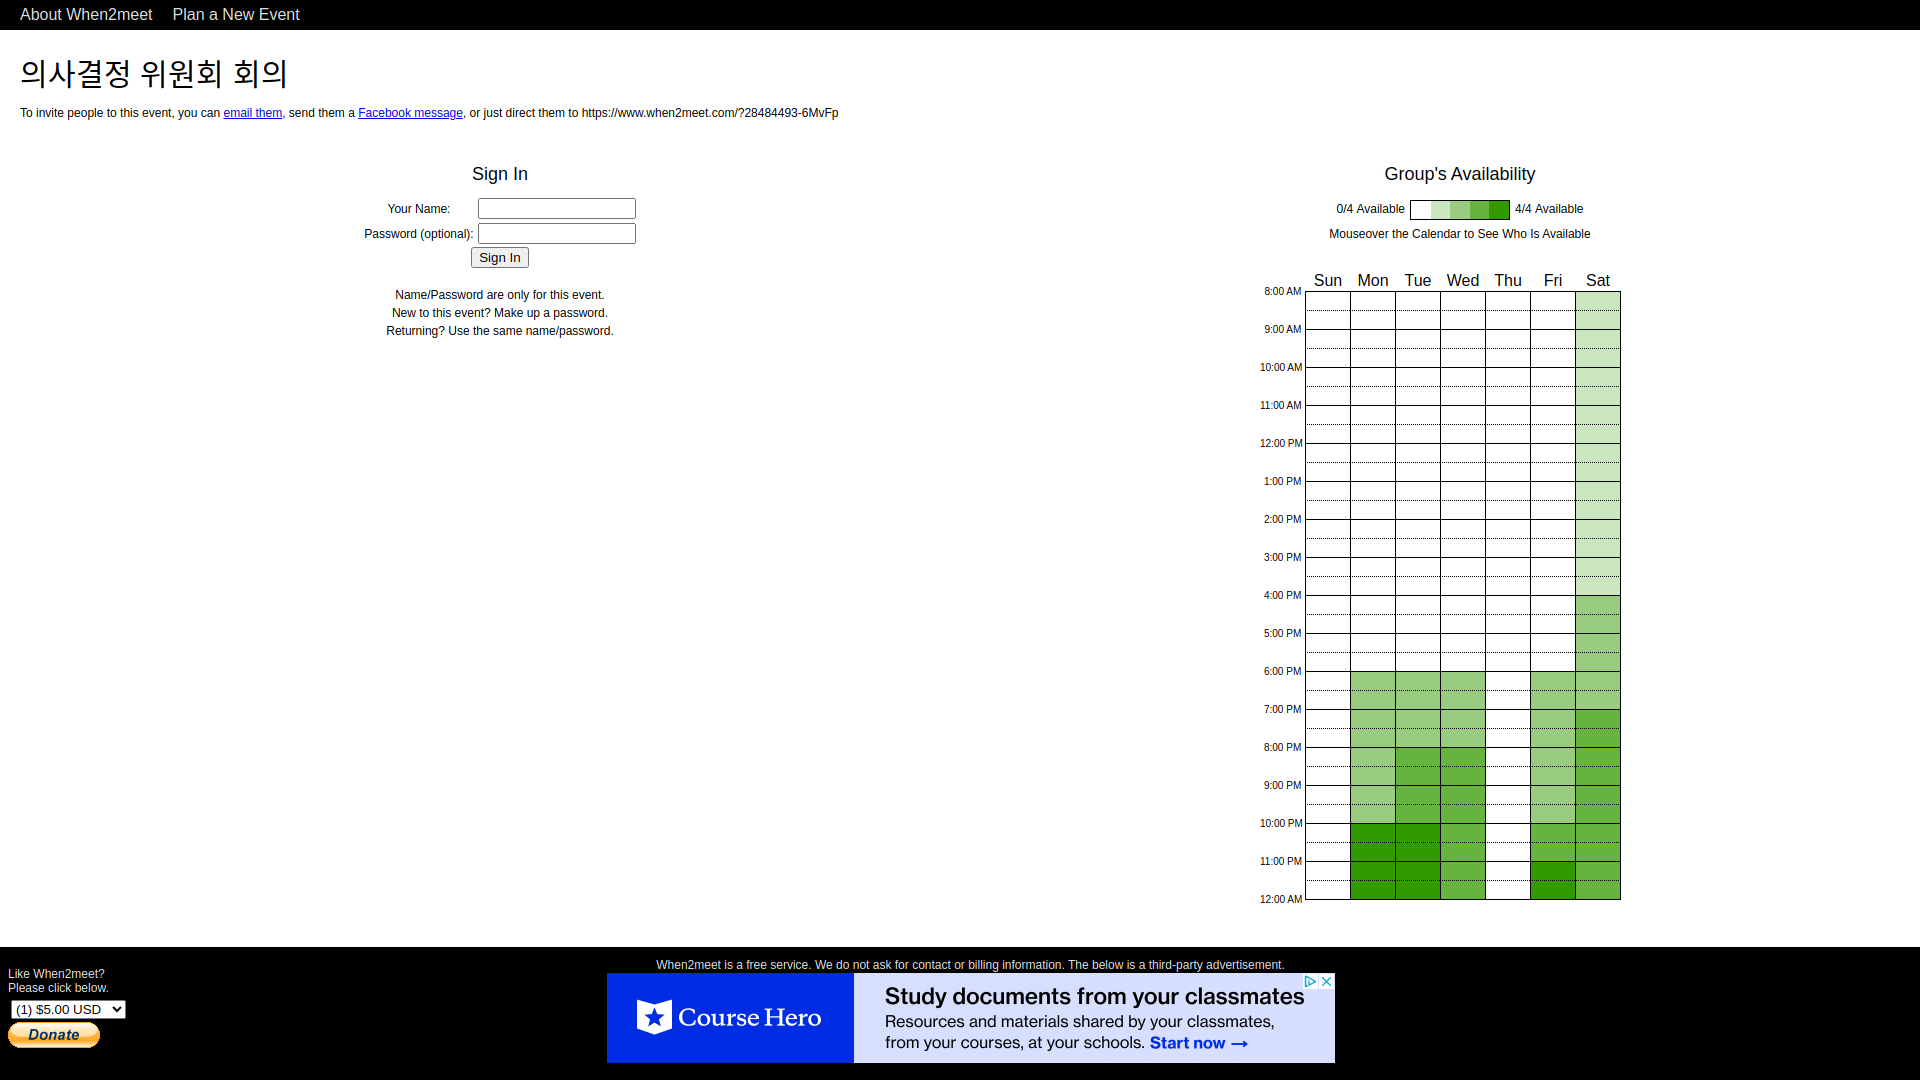 About When2meet Plan a New Event
의사결정 위원회 회의
To invite people to this event, you can email them, send them a Facebook message, or just direct them to https://www.when2meet.com/?28484493-6MvFp
Sign In
Your Name:
Password (optional):
Sign In
Name/Password are only for this event.
New to this event? Make up a password.
Returning? Use the same name/password.
Group's Availability
0/4 Available 4/4 Available
Mouseover the Calendar to See Who Is Available
Sun Mon Tue Wed Thu Fri Sat
8:00 AM
9:00 AM
10:00 AM
11:00 AM
12:00 PM
1:00 PM
2:00 PM
3:00 PM
4:00 PM
5:00 PM
6:00 PM
7:00 PM
8:00 PM
9:00 PM
10:00 PM
11:00 PM
12:00 AM
Like When2meet?
Please click below.
(1) $5.00 USD
Donate
When2meet is a free service. We do not ask for contact or billing information. The below is a third-party advertisement.
Course Hero
Study documents from your classmates
Resources and materials shared by your classmates,
from your courses, at your schools. Start now →